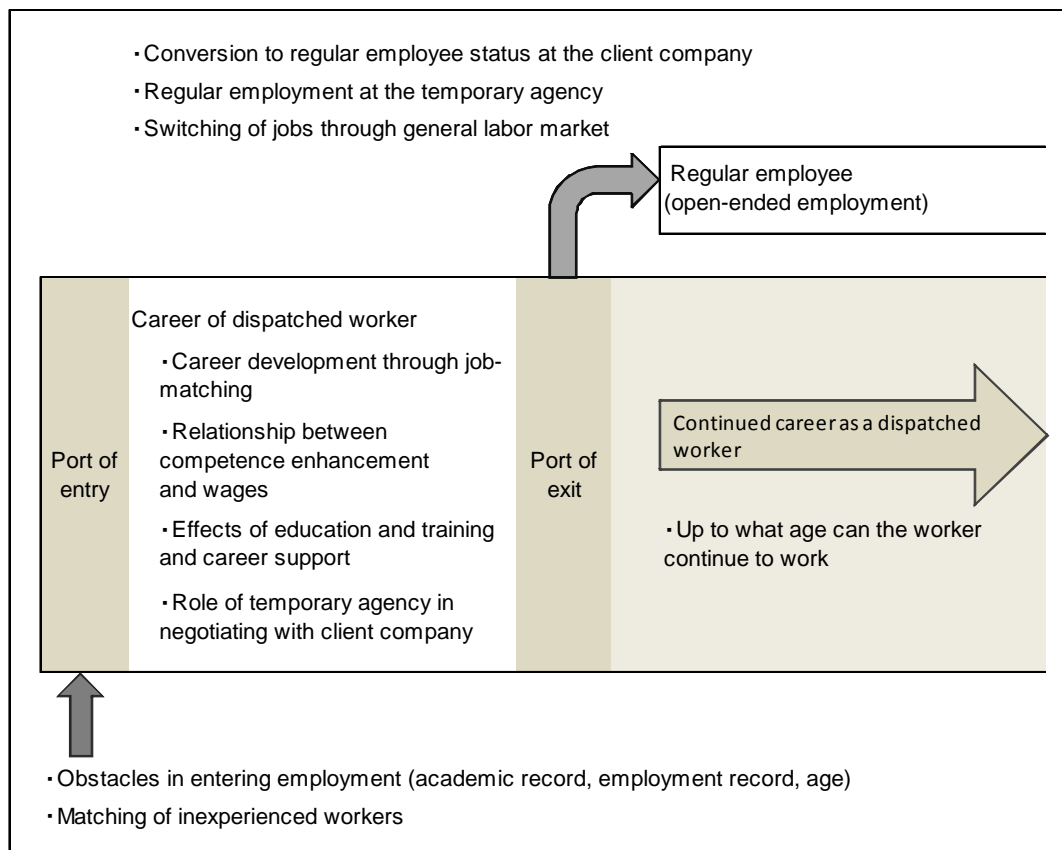 ・Conversion to regular employee status at the client company
・Regular employment at the temporary agency
・Switching of jobs through general labor market
Regular employee
(open-ended employment)
Port of
entry
Career of dispatched worker
・Career development through job-
matching
・Relationship between
competence enhancement
and wages
・Effects of education and training
and career support
・Role of temporary agency in
negotiating with client company
Port of
exit
Continued career as a dispatched
worker
・Up to what age can the worker
continue to work
・Obstacles in entering employment (academic record, employment record, age)
・Matching of inexperienced workers